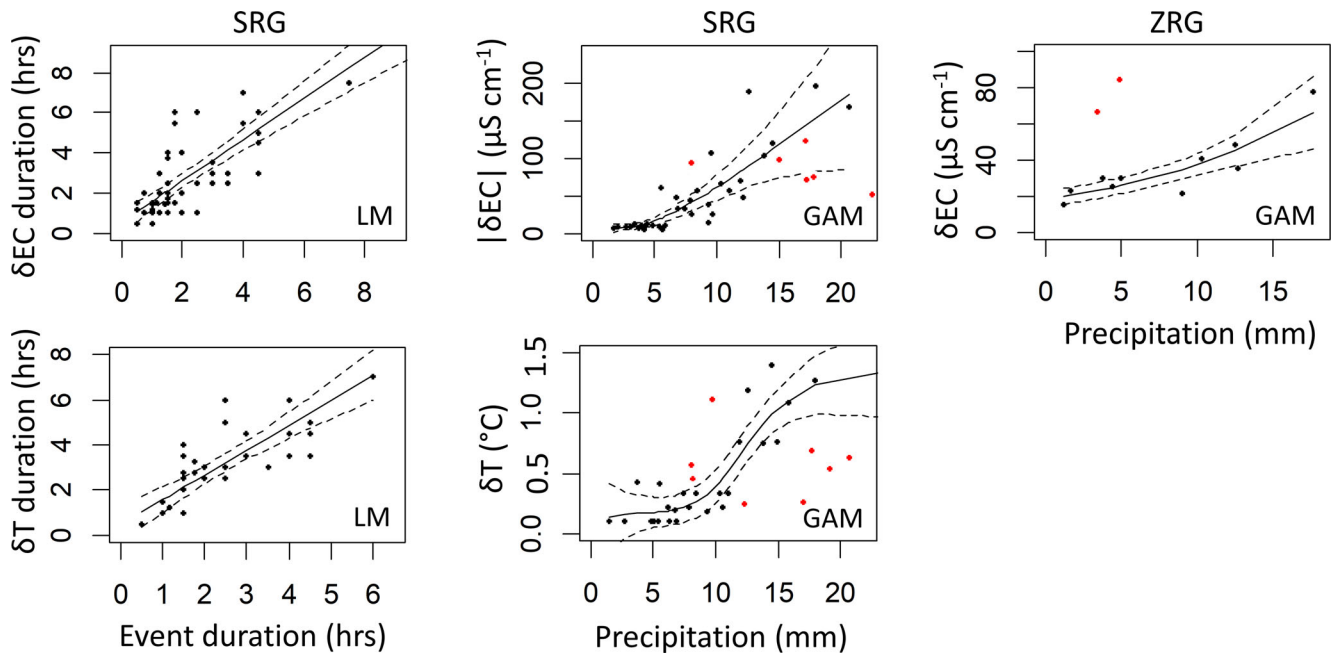 SRG
SRG
ZRG
δEC duration (hrs)
0 2 4 6 8
LM
0 2 4 6 8
|δEC| (µS cm⁻¹)
0 100 200
GAM
0 5 10 15 20
δEC (µS cm⁻¹)
0 40 80
GAM
0 5 10 15
Precipitation (mm)
δT duration (hrs)
0 2 4 6 8
LM
0 1 2 3 4 5 6
Event duration (hrs)
δT (°C)
0.0 0.5 1.0 1.5
GAM
0 5 10 15 20
Precipitation (mm)